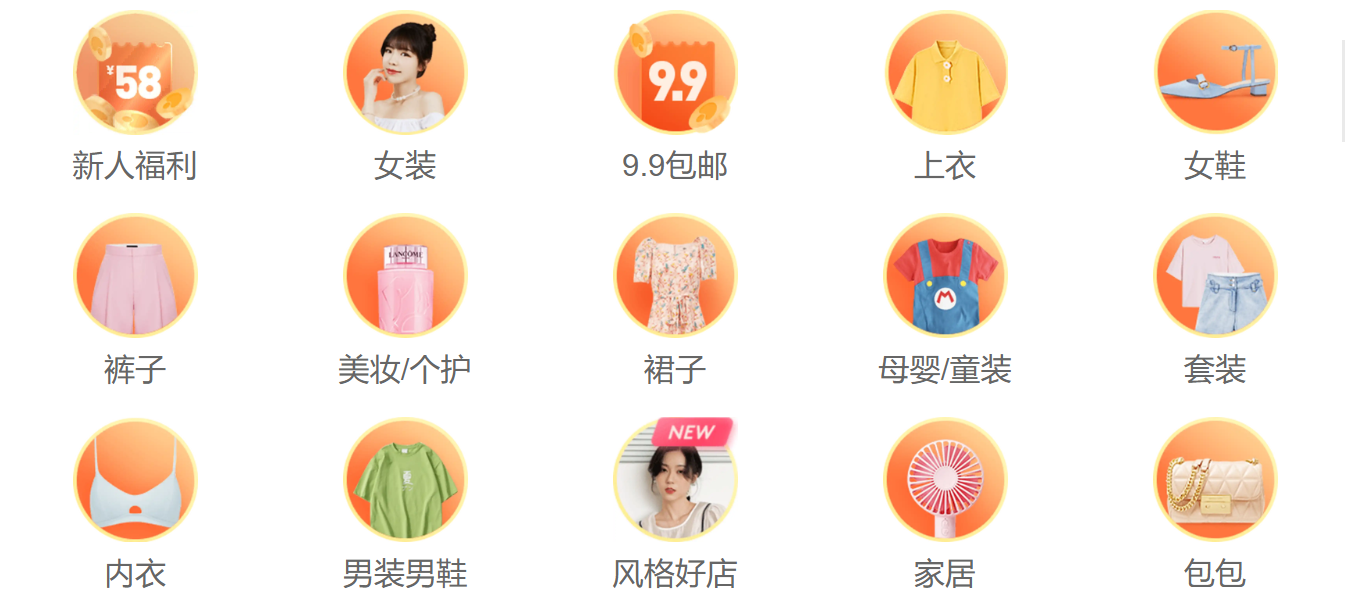 ¥58
9.9
新人福利
女装
9.9包邮
上衣
女鞋
LANCOME
M
裤子
美妆/个护
裙子
母婴/童装
套装
NEW
夏
内衣
男装男鞋
风格好店
家居
包包